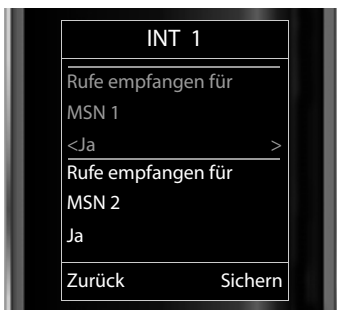 INT 1
Rufe empfangen für
MSN 1
<Ja >
Rufe empfangen für
MSN 2
Ja
Zurück Sichern